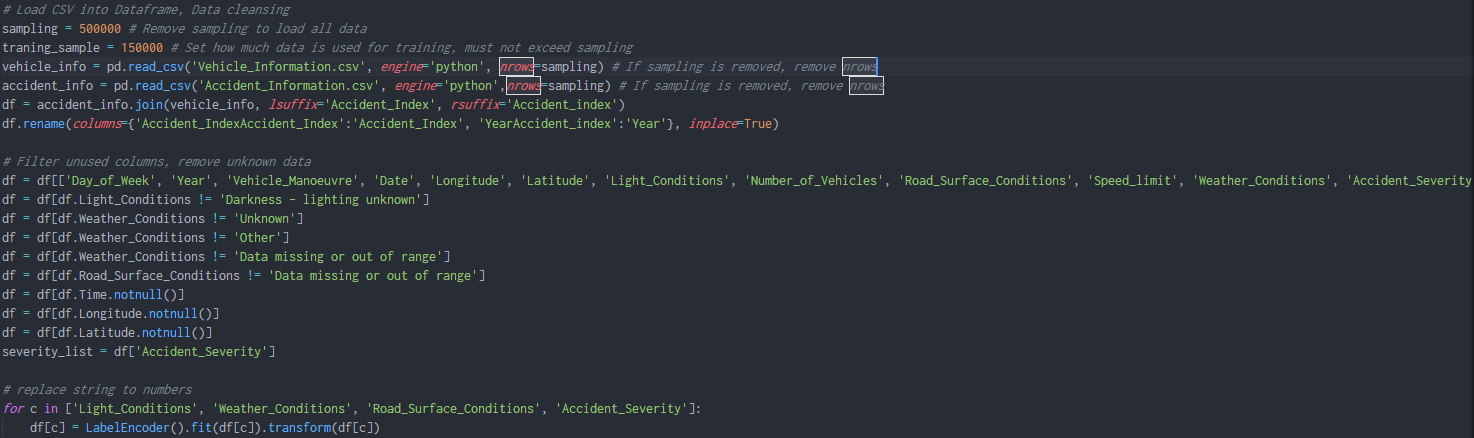 # Load CSV into Dataframe, Data cleansing
sampling = 500000 # Remove sampling to load all data
traning_sample = 150000 # Set how much data is used for training, must not exceed sampling
vehicle_info = pd.read_csv('Vehicle_Information.csv', engine='python', nrows=sampling) # If sampling is removed, remove nrows
accident_info = pd.read_csv('Accident_Information.csv', engine='python',nrows=sampling) # If sampling is removed, remove nrows
df = accident_info.join(vehicle_info, lsuffix='Accident_Index', rsuffix='Accident_index')
df.rename(columns={'Accident_IndexAccident_Index':'Accident_Index', 'YearAccident_index':'Year'}, inplace=True)
# Filter unused columns, remove unknown data
df = df[['Day_of_Week', 'Year', 'Vehicle_Manoeuvre', 'Date', 'Longitude', 'Latitude', 'Light_Conditions', 'Number_of_Vehicles', 'Road_Surface_Conditions', 'Speed_limit', 'Weather_Conditions', 'Accident_Severity
df = df[df.Light_Conditions != 'Darkness - lighting unknown']
df = df[df.Weather_Conditions != 'Unknown']
df = df[df.Weather_Conditions != 'Other']
df = df[df.Weather_Conditions != 'Data missing or out of range']
df = df[df.Road_Surface_Conditions != 'Data missing or out of range']
df = df[df.Time.notnull()]
df = df[df.Longitude.notnull()]
df = df[df.Latitude.notnull()]
severity_list = df['Accident_Severity']
# replace string to numbers
for c in ['Light_Conditions', 'Weather_Conditions', 'Road_Surface_Conditions', 'Accident_Severity']:
    df[c] = LabelEncoder().fit(df[c]).transform(df[c])